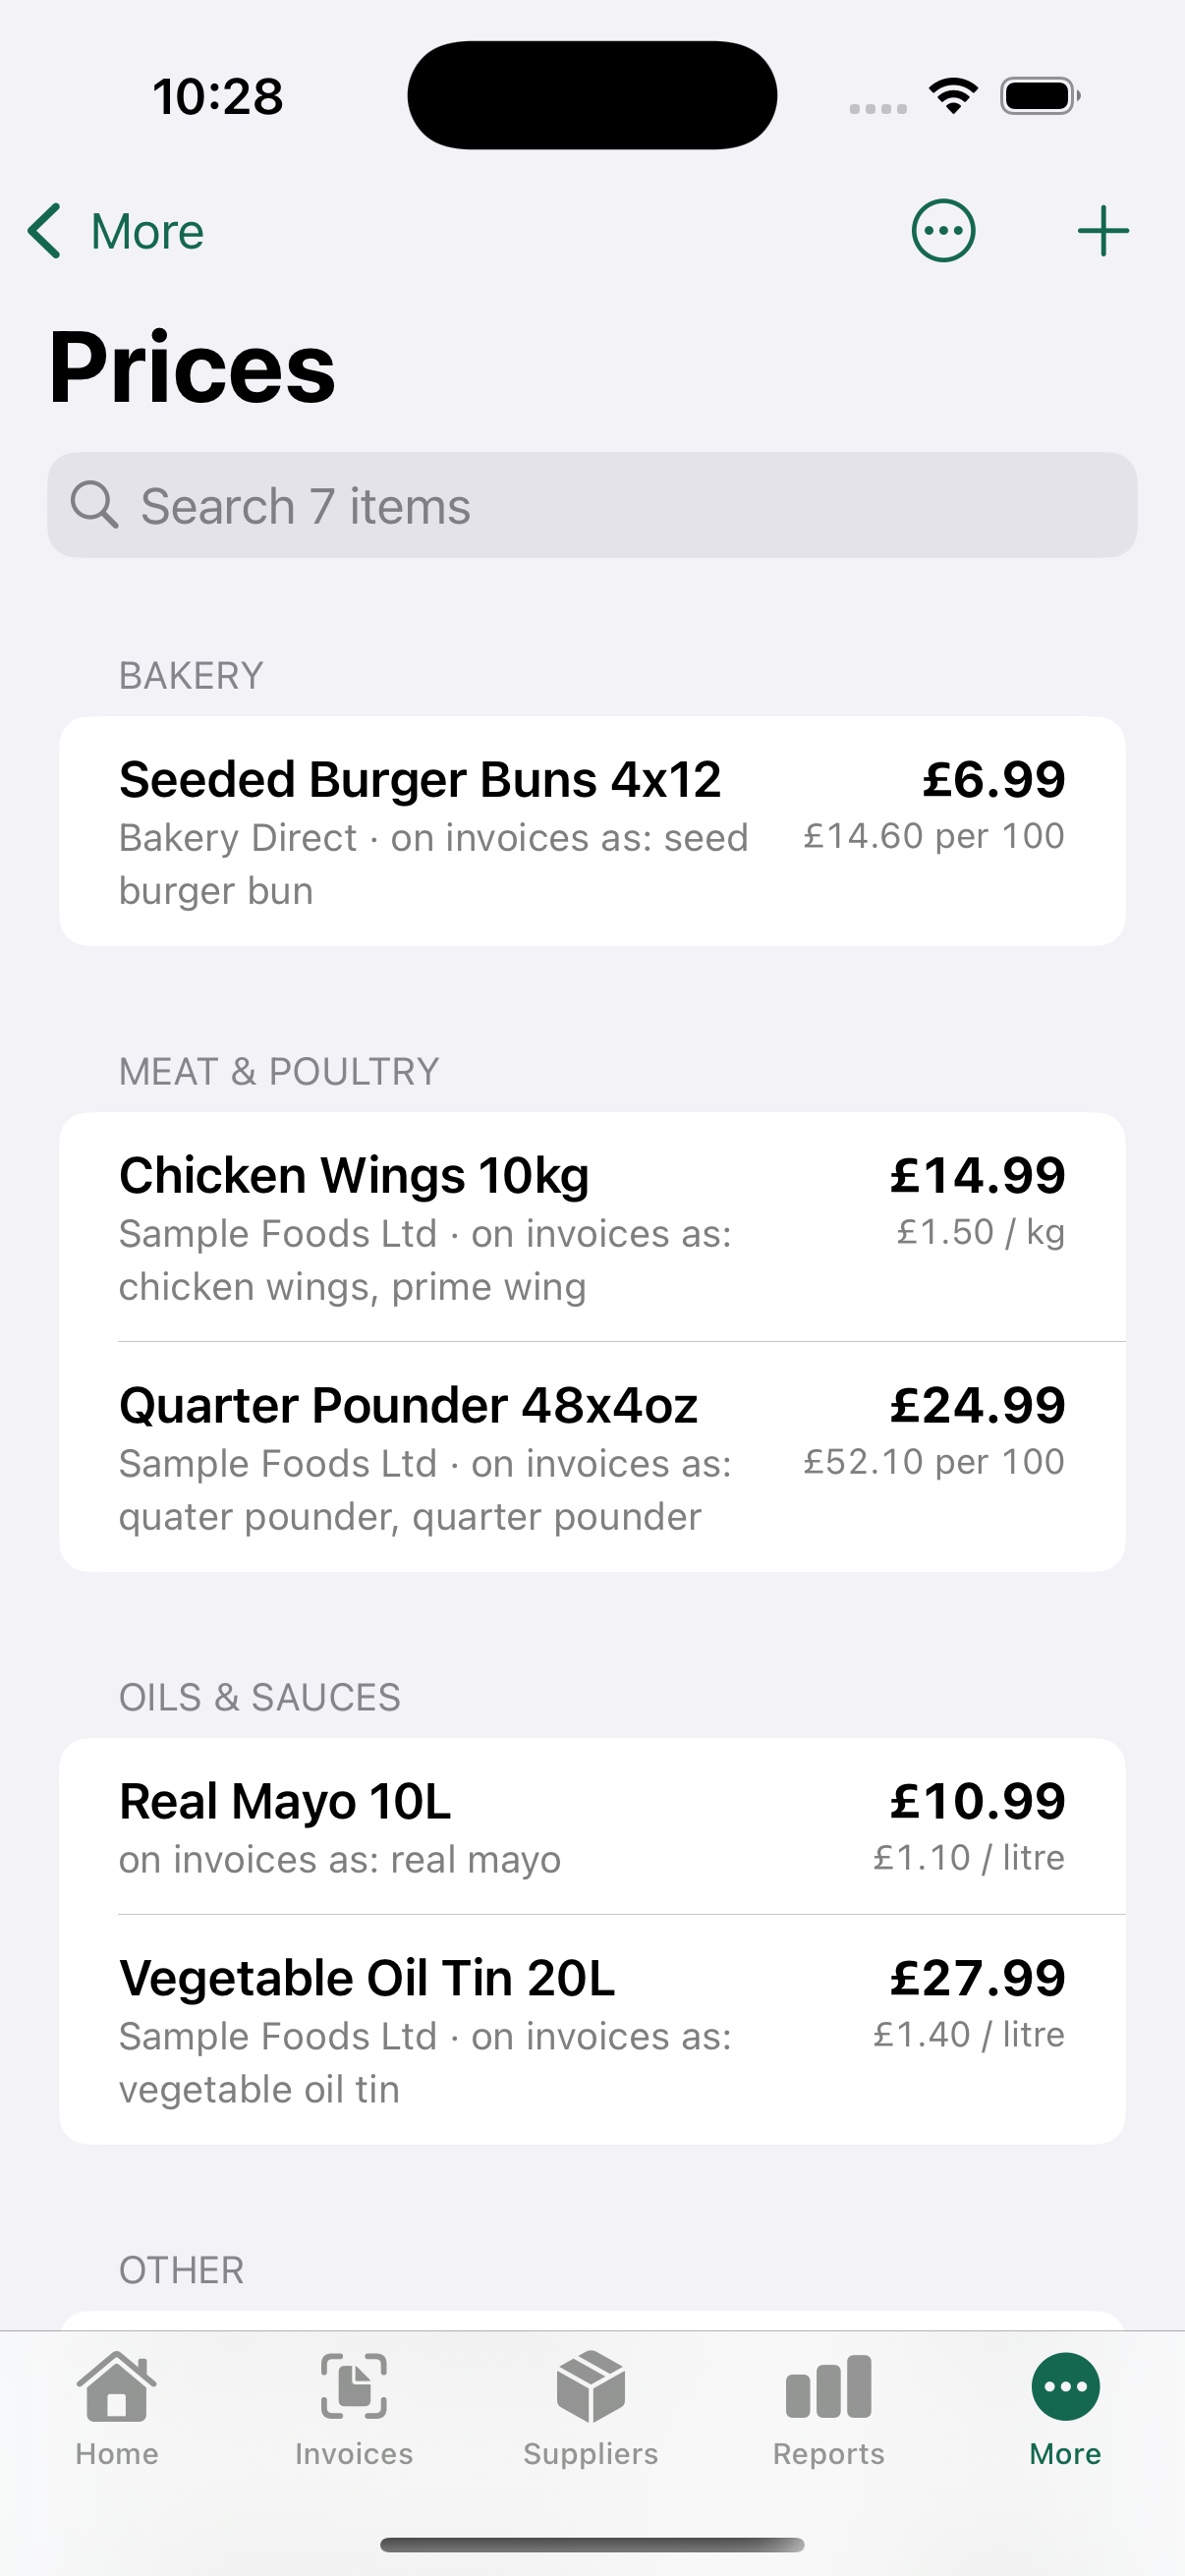 10:28
More
Prices
Search 7 items
BAKERY
Seeded Burger Buns 4x12 £6.99
Bakery Direct · on invoices as: seed £14.60 per 100
burger bun
MEAT & POULTRY
Chicken Wings 10kg £14.99
Sample Foods Ltd · on invoices as: £1.50 / kg
chicken wings, prime wing
Quarter Pounder 48x4oz £24.99
Sample Foods Ltd · on invoices as: £52.10 per 100
quater pounder, quarter pounder
OILS & SAUCES
Real Mayo 10L £10.99
on invoices as: real mayo £1.10 / litre
Vegetable Oil Tin 20L £27.99
Sample Foods Ltd · on invoices as: £1.40 / litre
vegetable oil tin
OTHER
Home Invoices Suppliers Reports More